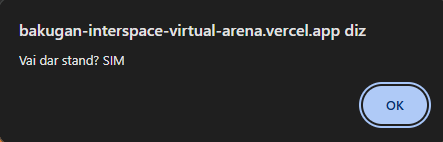 bakugan-interspace-virtual-arena.vercel.app diz
Vai dar stand? SIM
OK